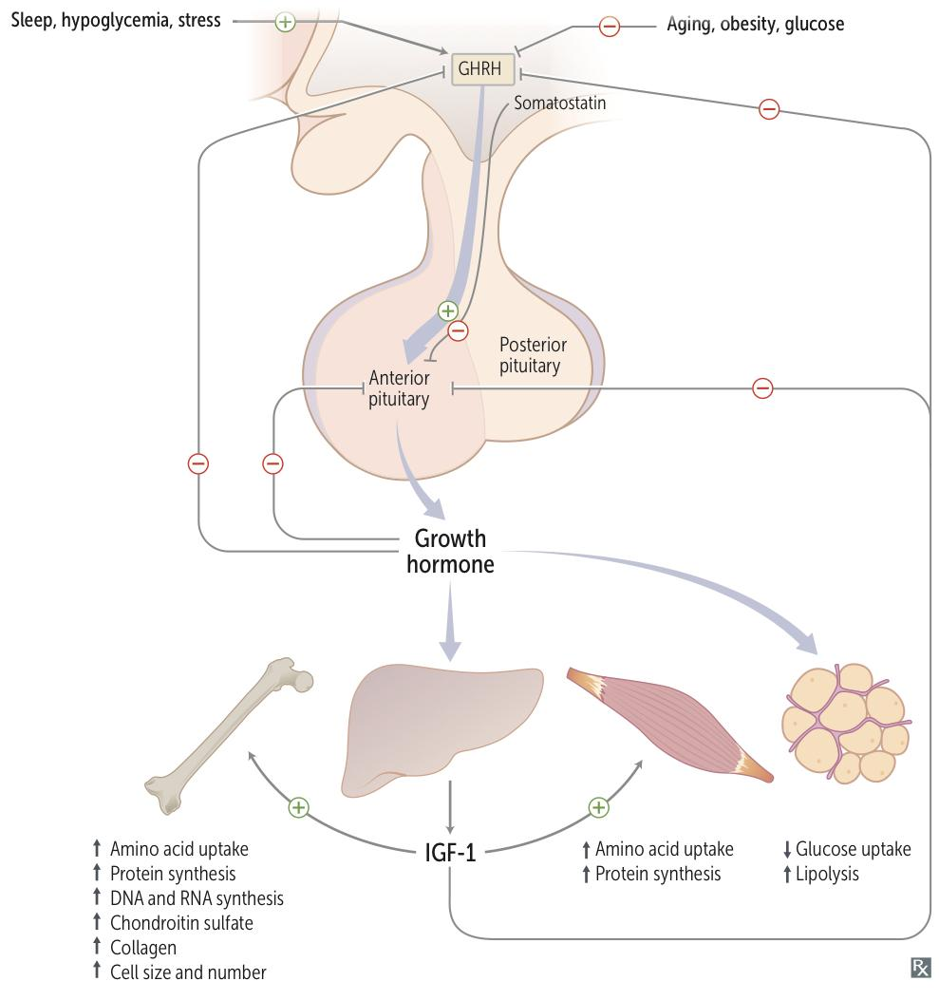 Sleep, hypoglycemia, stress
+
−
Aging, obesity, glucose
GHRH
Somatostatin
−
+
−
Posterior
pituitary
Anterior
pituitary
−
−
−
Growth
hormone
+
+
IGF-1
↑ Amino acid uptake
↑ Protein synthesis
↑ DNA and RNA synthesis
↑ Chondroitin sulfate
↑ Collagen
↑ Cell size and number
↑ Amino acid uptake
↑ Protein synthesis
↓ Glucose uptake
↑ Lipolysis
Rx